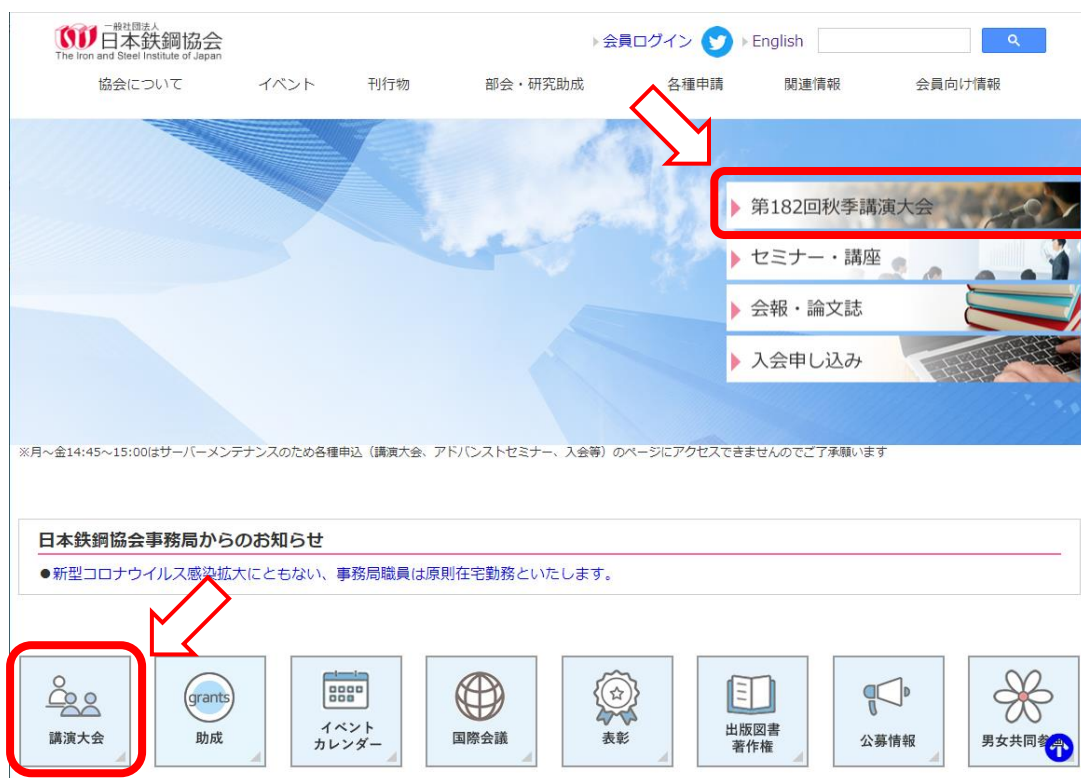 一般社団法人
日本鉄鋼協会
The Iron and Steel Institute of Japan
会員ログイン English
協会について イベント 刊行物 部会・研究助成 各種申請 関連情報 会員向け情報
第182回秋季講演大会
セミナー・講座
会報・論文誌
入会申し込み
※月~金14:45~15:00はサーバーメンテナンスのため各種申込(講演大会、アドバンストセミナー、入会等)のページにアクセスできませんのでご了承願います
日本鉄鋼協会事務局からのお知らせ
●新型コロナウイルス感染拡大にともない、事務局職員は原則在宅勤務といたします。
講演大会
grants
助成
イベント
カレンダー
国際会議
表彰
出版図書
著作権
公募情報
男女共同参画